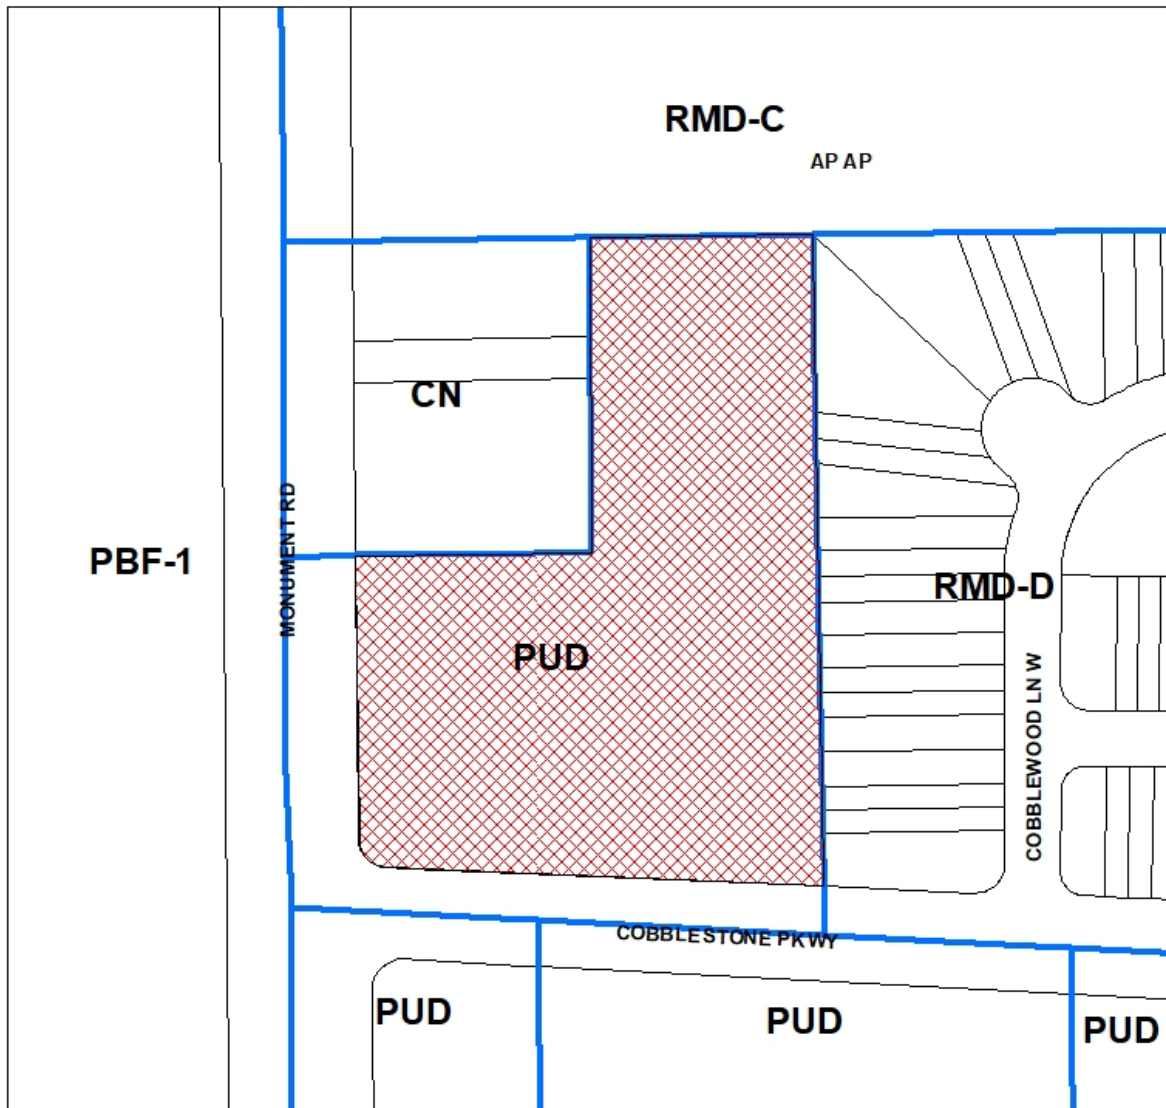 RMD-C
AP AP
CN
MONUMENT RD
PBF-1
RMD-D
PUD
COBBLEWOOD LN W
COBBLESTONE PKWY
PUD
PUD
PUD